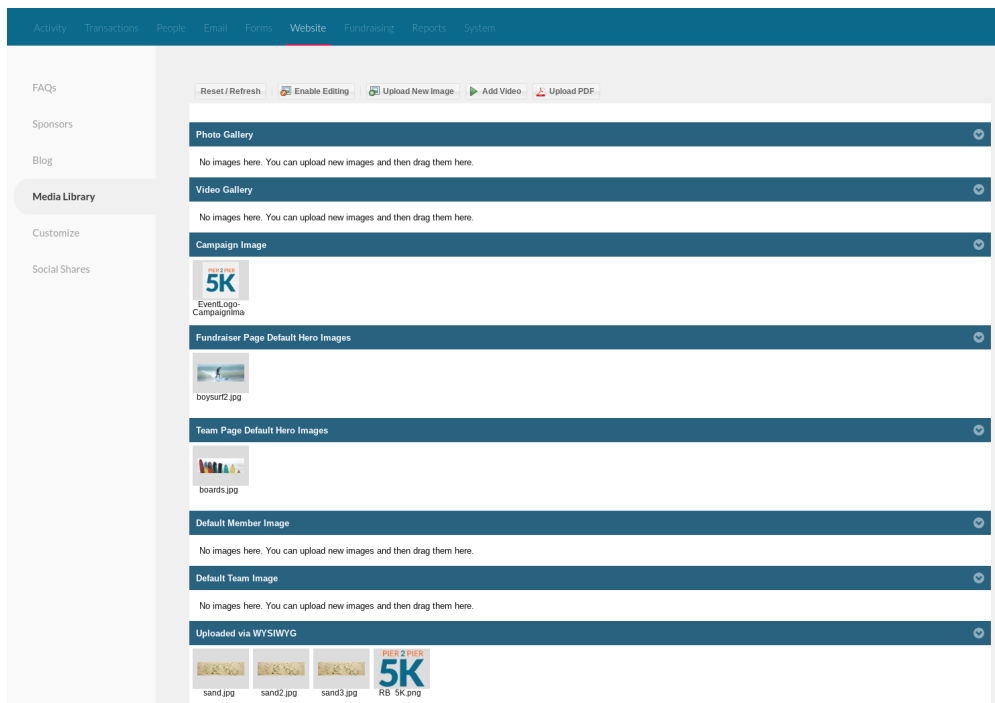 Activity Transactions People Email Forms Website Fundraising Reports System
FAQs
Sponsors
Blog
Media Library
Customize
Social Shares
Reset / Refresh Enable Editing Upload New Image Add Video Upload PDF
Photo Gallery
No images here. You can upload new images and then drag them here.
Video Gallery
No images here. You can upload new images and then drag them here.
Campaign Image
PIER 2 PIER
5K
EventLogo-
CampaignIma
Fundraiser Page Default Hero Images
boysurf2.jpg
Team Page Default Hero Images
boards.jpg
Default Member Image
No images here. You can upload new images and then drag them here.
Default Team Image
No images here. You can upload new images and then drag them here.
Uploaded via WYSIWYG
PIER 2 PIER
5K
sand.jpg sand2.jpg sand3.jpg RB_5K.png